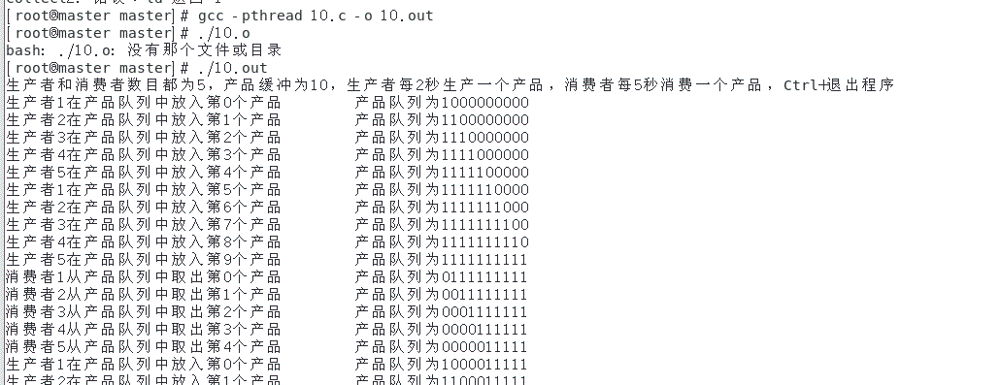 [root@master master]# gcc -pthread 10.c -o 10.out
[root@master master]# ./10.o
bash: ./10.o: 没有那个文件或目录
[root@master master]# ./10.out
生产者和消费者数目都为5，产品缓冲为10，生产者每2秒生产一个产品，消费者每5秒消费一个产品，Ctrl+退出程序
生产者1在产品队列中放入第0个产品 产品队列为1000000000
生产者2在产品队列中放入第1个产品 产品队列为1100000000
生产者3在产品队列中放入第2个产品 产品队列为1110000000
生产者4在产品队列中放入第3个产品 产品队列为1111000000
生产者5在产品队列中放入第4个产品 产品队列为1111100000
生产者1在产品队列中放入第5个产品 产品队列为1111110000
生产者2在产品队列中放入第6个产品 产品队列为1111111000
生产者3在产品队列中放入第7个产品 产品队列为1111111100
生产者4在产品队列中放入第8个产品 产品队列为1111111110
生产者5在产品队列中放入第9个产品 产品队列为1111111111
消费者1从产品队列中取出第0个产品 产品队列为0111111111
消费者2从产品队列中取出第1个产品 产品队列为0011111111
消费者3从产品队列中取出第2个产品 产品队列为0001111111
消费者4从产品队列中取出第3个产品 产品队列为0000111111
消费者5从产品队列中取出第4个产品 产品队列为0000011111
生产者1在产品队列中放入第0个产品 产品队列为1000011111
生产者2在产品队列中放入第1个产品 产品队列为1100011111